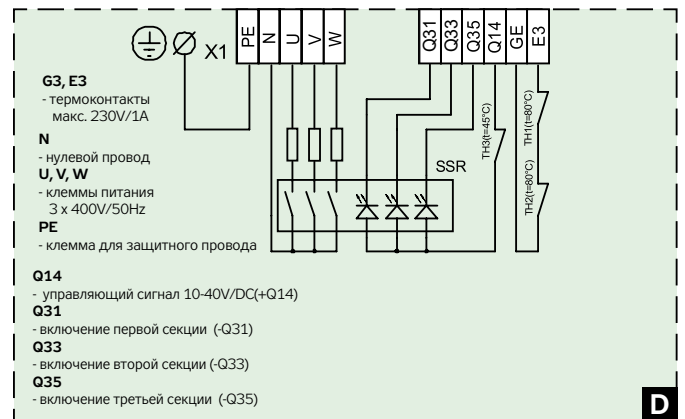 X1
PE
N
U
V
W
Q31
Q33
Q35
Q14
GE
E3
G3, E3
- термоконтакты
макс. 230V/1A
N
- нулевой провод
U, V, W
- клеммы питания
3 x 400V/50Hz
PE
- клемма для защитного провода
SSR
TH3(t=45°C)
TH1(t=80°C)
TH2(t=80°C)
Q14
- управляющий сигнал 10-40V/DC(+Q14)
Q31
- включение первой секции (-Q31)
Q33
- включение второй секции (-Q33)
Q35
- включение третьей секции (-Q35)
D